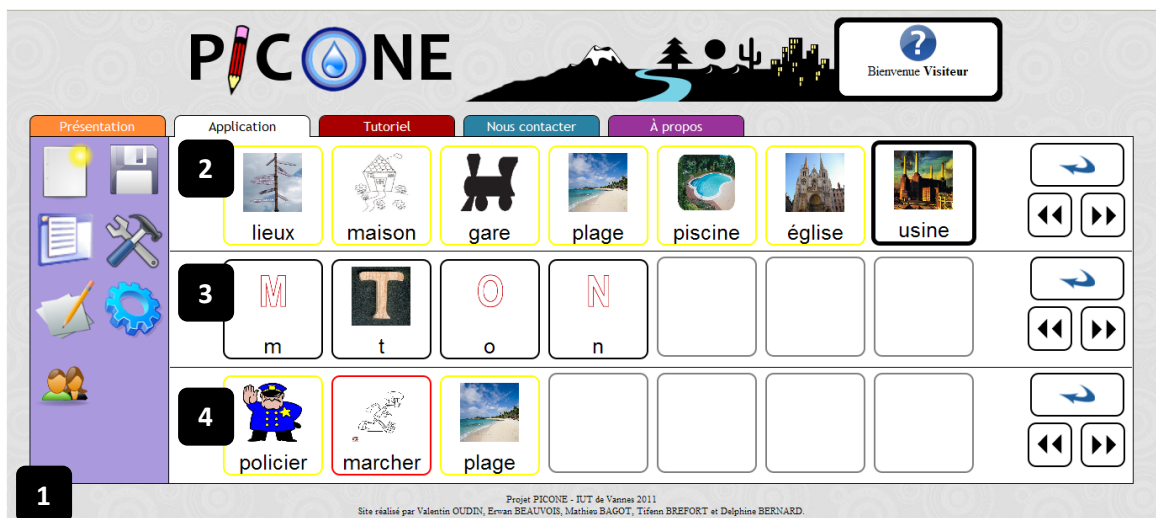 PICONE
Bienvenue Visiteur
Présentation
Application
Tutoriel
Nous contacter
À propos
2
lieux
maison
gare
plage
piscine
église
usine
3
M
T
O
N
m
t
o
n
4
policier
marcher
plage
1
Projet PICONE - IUT de Vannes 2011
Site réalisé par Valentin OUDIN, Erwan BEAUVOIS, Mathieu BAGOT, Tifenn BREFORT et Delphine BERNARD.